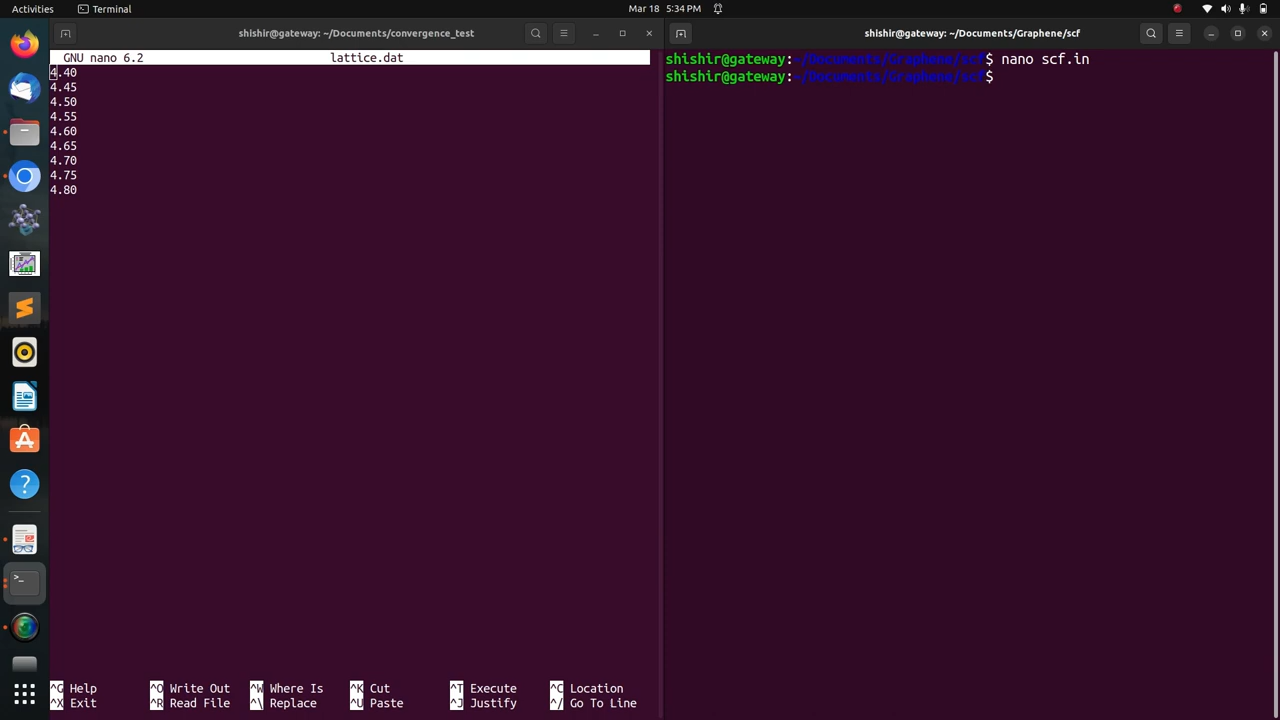 Activities
Terminal
Mar 18 5:34 PM
shishir@gateway: ~/Documents/convergence_test
GNU nano 6.2 lattice.dat
4.40
4.45
4.50
4.55
4.60
4.65
4.70
4.75
4.80
^G Help ^O Write Out ^W Where Is ^K Cut ^T Execute ^C Location
^X Exit ^R Read File ^\ Replace ^U Paste ^J Justify ^/ Go To Line
shishir@gateway: ~/Documents/Graphene/scf
shishir@gateway:~/Documents/Graphene/scf$ nano scf.in
shishir@gateway:~/Documents/Graphene/scf$